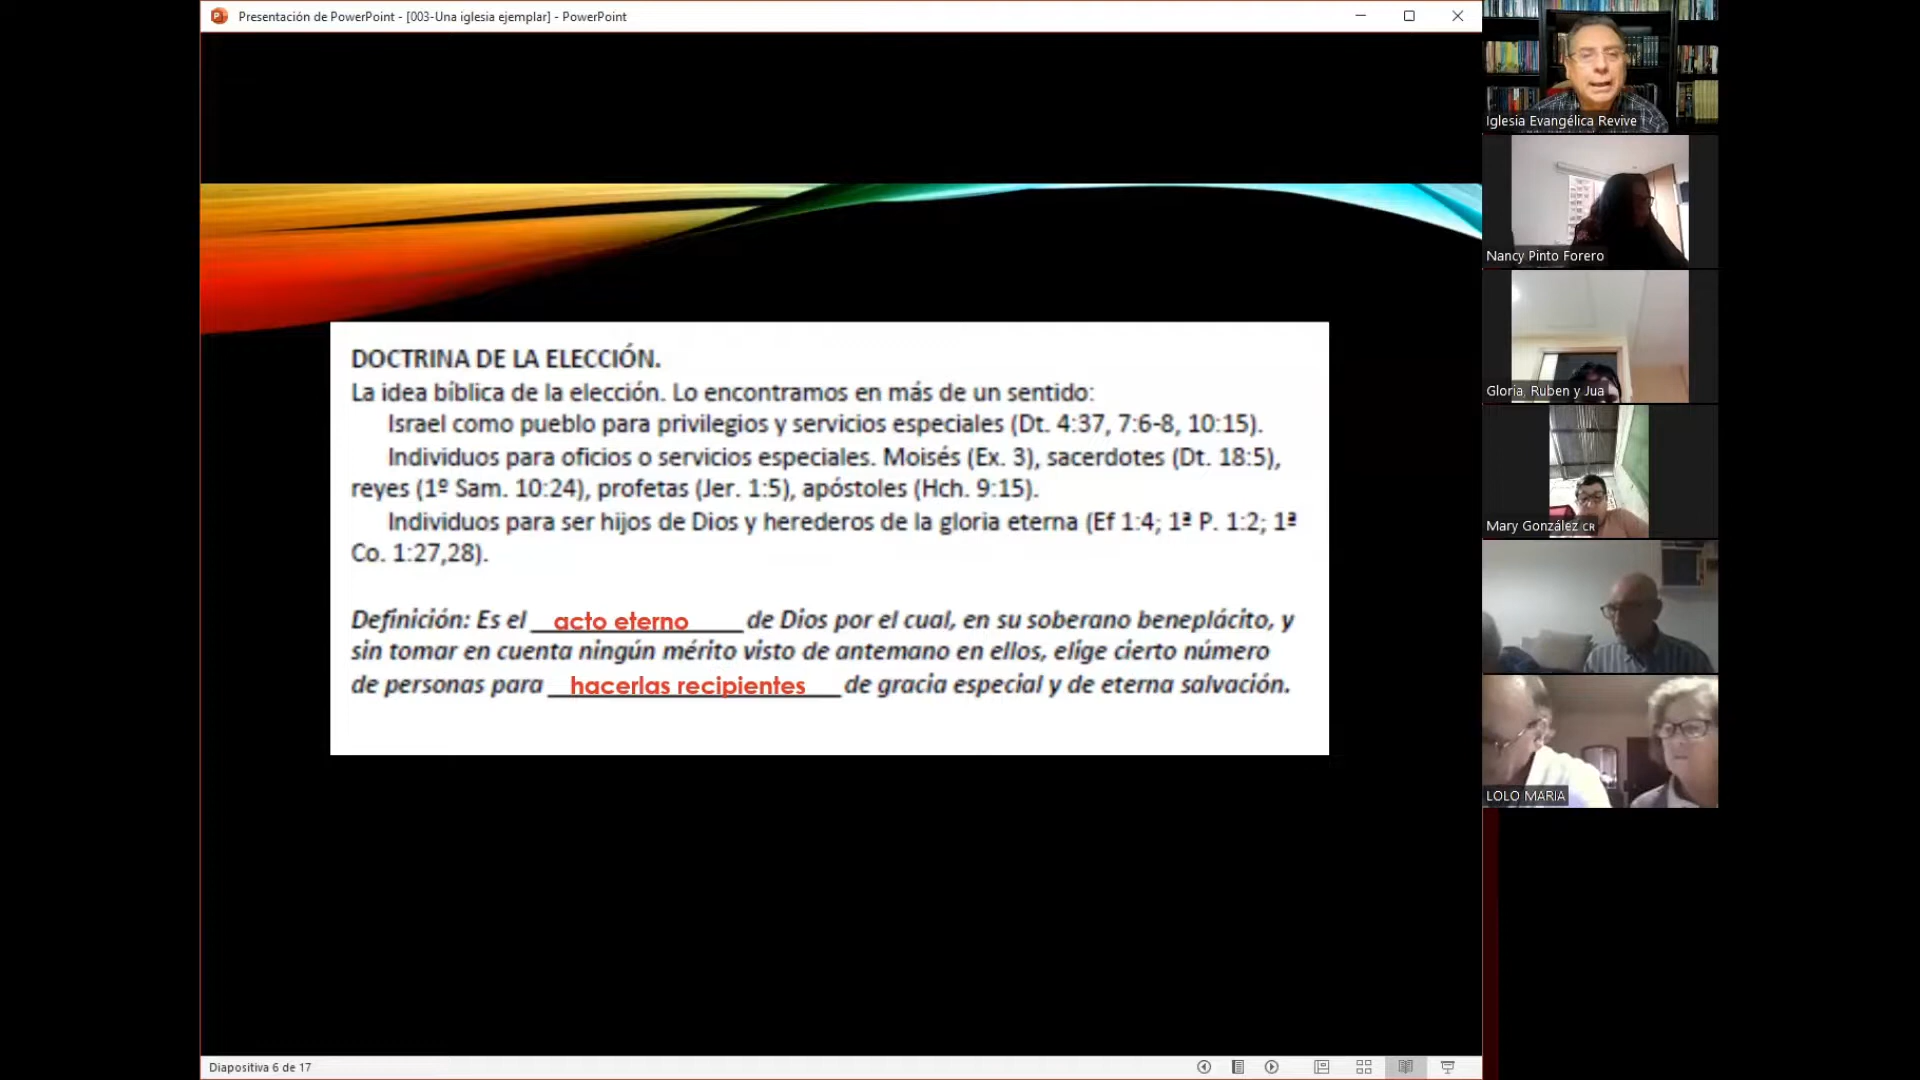 Presentación de PowerPoint - [003-Una iglesia ejemplar] - PowerPoint
DOCTRINA DE LA ELECCIÓN.
La idea bíblica de la elección. Lo encontramos en más de un sentido:
Israel como pueblo para privilegios y servicios especiales (Dt. 4:37, 7:6-8, 10:15).
Individuos para oficios o servicios especiales. Moisés (Ex. 3), sacerdotes (Dt. 18:5),
reyes (1º Sam. 10:24), profetas (Jer. 1:5), apóstoles (Hch. 9:15).
Individuos para ser hijos de Dios y herederos de la gloria eterna (Ef 1:4; 1ª P. 1:2; 1ª
Co. 1:27,28).
Definición: Es el acto eterno de Dios por el cual, en su soberano beneplácito, y
sin tomar en cuenta ningún mérito visto de antemano en ellos, elige cierto número
de personas para hacerlas recipientes de gracia especial y de eterna salvación.
Diapositiva 6 de 17
Iglesia Evangélica Revive
Nancy Pinto Forero
Gloria, Ruben y Jua
Mary González CR
LOLO MARIA